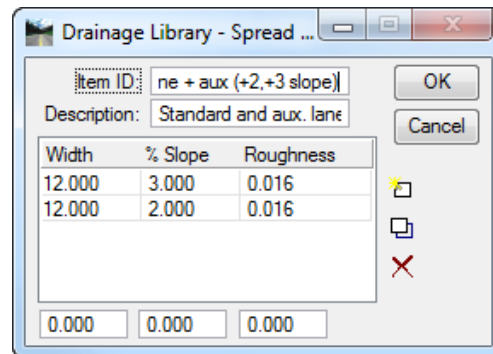 Drainage Library - Spread ...
Item ID: ne + aux (+2,+3 slope)
OK
Description: Standard and aux. lane
Cancel
Width % Slope Roughness
12.000 3.000 0.016
12.000 2.000 0.016
0.000 0.000 0.000